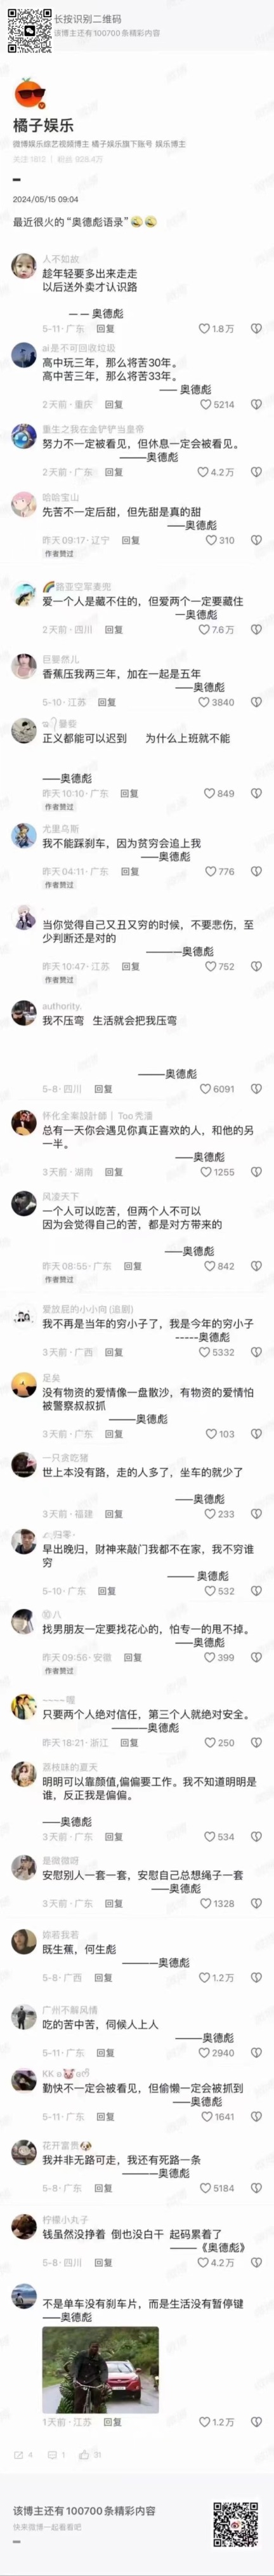 长按识别二维码
该博主还有100700条精彩内容
橘子娱乐
微博娱乐综艺视频博主 橘子娱乐旗下账号 娱乐博主
2024/05/15 09:04
最近很火的“奥德彪语录”
人不如故
趁年轻要多出来走走
以后送外卖才认识路
——奥德彪
5-11·广东 回复 1.8万
ai是不可回收垃圾
高中玩三年，那么将苦30年。
高中苦三年，那么将苦33年。
——奥德彪
2天前·重庆 回复 5214
重生之我在金铲铲当皇帝
努力不一定被看见，但休息一定会被看见。
———奥德彪
2天前·广东 回复 4.2万
哈哈宝山
先苦不一定后甜，但先甜是真的甜
——奥德彪
昨天 09:17·辽宁 回复 310
作者赞过
路亚空军麦兜
爱一个人是藏不住的，但爱两个一定要藏住
—奥德彪
2天前·四川 回复 7.6万
香蕉压我两三年，加在一起是五年
——奥德彪
5-10·江苏 回复 3840
正义都能可以迟到 为什么上班就不能
——奥德彪
昨天 10:10·广东 回复 849
作者赞过
尤里乌斯
我不能踩刹车，因为贫穷会追上我
——奥德彪
昨天 04:11·广东 回复 776
作者赞过
当你觉得自己又丑又穷的时候，不要悲伤，至
少判断还是对的
————奥德彪
昨天 10:47·江苏 回复 752
作者赞过
authority.
我不压弯 生活就会把我压弯
———奥德彪
5-8·四川 回复 6091
怀化全案設計師｜Too禿潘
总有一天你会遇见你真正喜欢的人，和他的另
一半。
——奥德彪
3天前·湖南 回复 1255
风凌天下
一个人可以吃苦，但两个人不可以
因为会觉得自己的苦，都是对方带来的
——奥德彪
昨天 08:55·广东 回复 842
作者赞过
爱放屁的小小向(追剧)
我不再是当年的穷小子了，我是今年的穷小子
-----奥德彪
3天前·广西 回复 5332
足矣
没有物资的爱情像一盘散沙，有物资的爱情怕
被警察叔叔抓
———奥德彪
3天前·广东 回复 103
一只贪吃猪
世上本没有路，走的人多了，坐车的就少了
——奥德彪
3天前·福建 回复 233
早出晚归，财神来敲门我都不在家，我不穷谁
穷
——— 奥德彪
5-10·广东 回复 532
⑩八
找男朋友一定要找花心的，怕专一的甩不掉。
——奥德彪
昨天 09:56·安徽 回复 399
作者赞过
~~~~喔
只要两个人绝对信任，第三个人就绝对安全。
————奥德彪
昨天 18:21·浙江 回复 250
荔枝味的夏天
明明可以靠颜值,偏偏要工作。我不知道明明是
谁，反正我是偏偏。
——奥德彪
3天前·广东 回复 534
是微微呀
安慰别人一套一套，安慰自己总想绳子一套
——奥德彪
3天前·广东 回复 1328
妳若我若
既生蕉，何生彪
————奥德彪
5-8·广西 回复 1.2万
广州不解风情
吃的苦中苦，伺候人上人
——奥德彪
5-11·广东 回复 2940
勤快不一定会被看见，但偷懒一定会被抓到
——奥德彪
5-11·广东 回复 1641
花开富贵
我并非无路可走，我还有死路一条
————奥德彪
5-8·广东 回复 5184
柠檬小丸子
钱虽然没挣着 倒也没白干 起码累着了
———《奥德彪》
5-8·四川 回复 4.2万
不是单车没有刹车片，而是生活没有暂停键
——奥德彪
1天前·江苏 回复 1.2万
4 1 31
该博主还有100700条精彩内容
快来微博一起看看吧